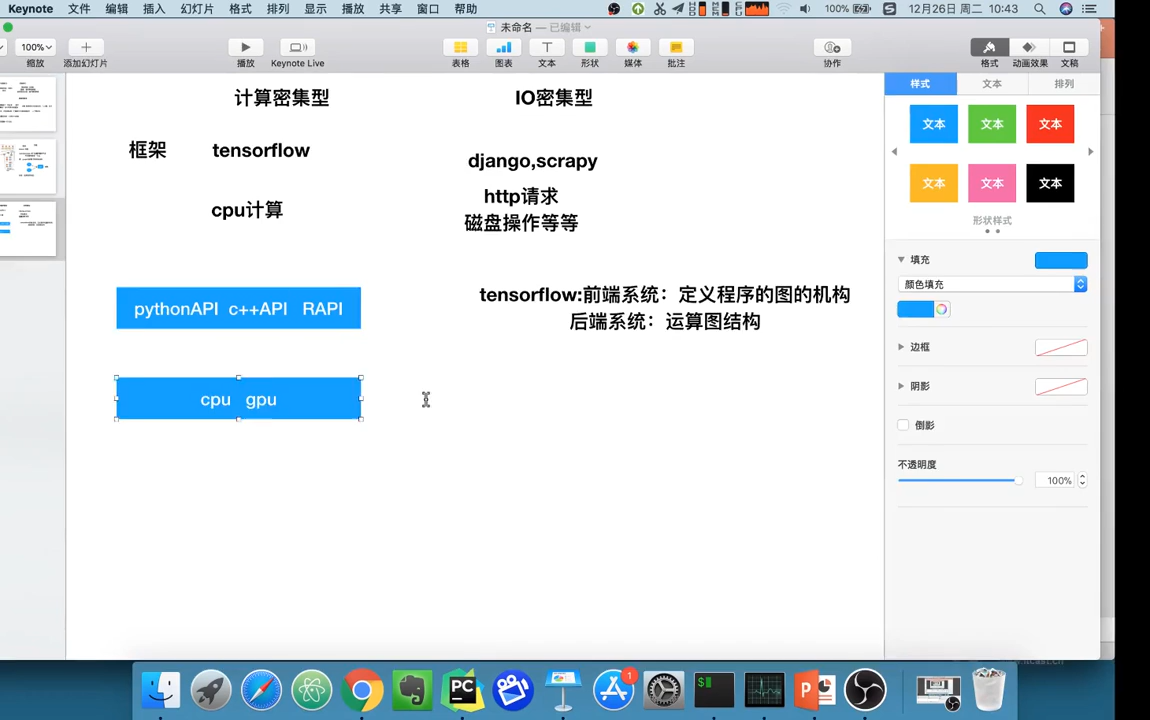 Keynote 文件 编辑 插入 幻灯片 格式 排列 显示 播放 共享 窗口 帮助 100% 12月26日 周二 10:43
未命名 — 已编辑
100%
缩放 添加幻灯片 播放 Keynote Live 表格 图表 文本 形状 媒体 批注 协作 格式 动画效果 文稿
样式 文本 排列
计算密集型 IO密集型
框架 tensorflow django,scrapy
cpu计算 http请求
磁盘操作等等
pythonAPI c++API RAPI
tensorflow:前端系统：定义程序的图的机构
后端系统：运算图结构
cpu gpu
文本 文本 文本
文本 文本 文本
形状样式
填充
颜色填充
边框
阴影
倒影
不透明度
100%
PC
1
$